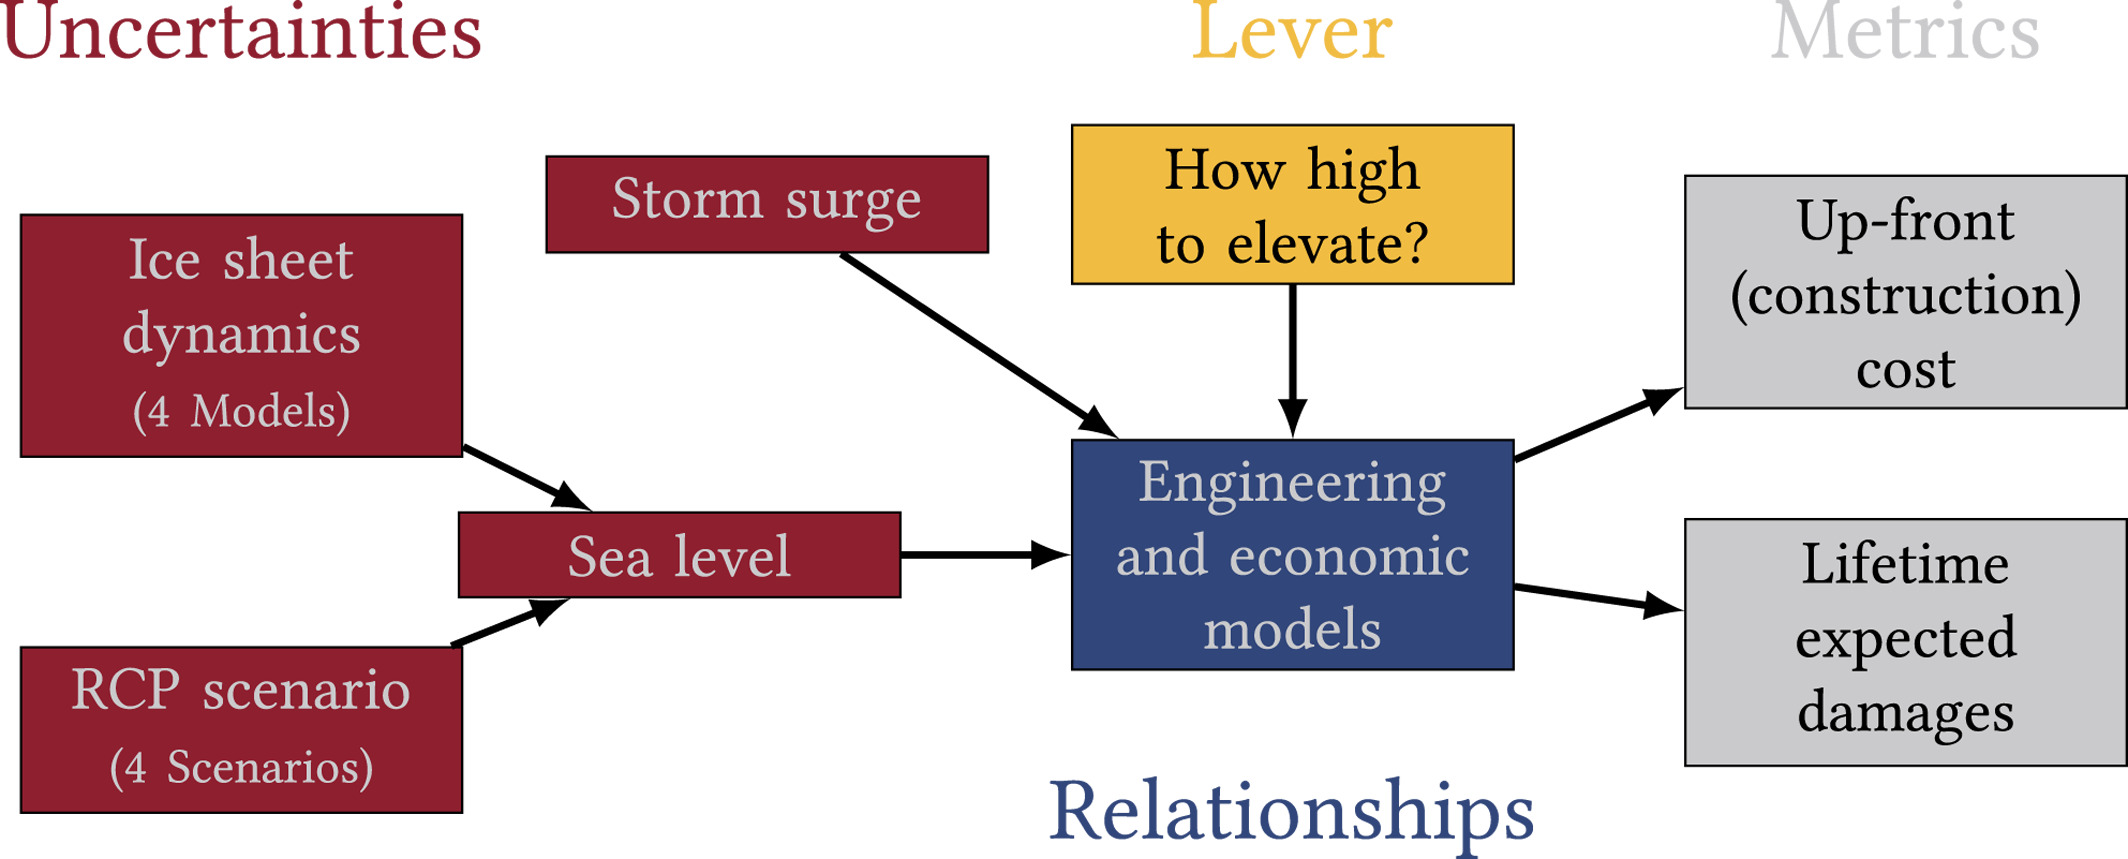 Uncertainties
Lever
Metrics
Storm surge
How high
to elevate?
Ice sheet
dynamics
(4 Models)
Up-front
(construction)
cost
Sea level
Engineering
and economic
models
RCP scenario
(4 Scenarios)
Lifetime
expected
damages
Relationships